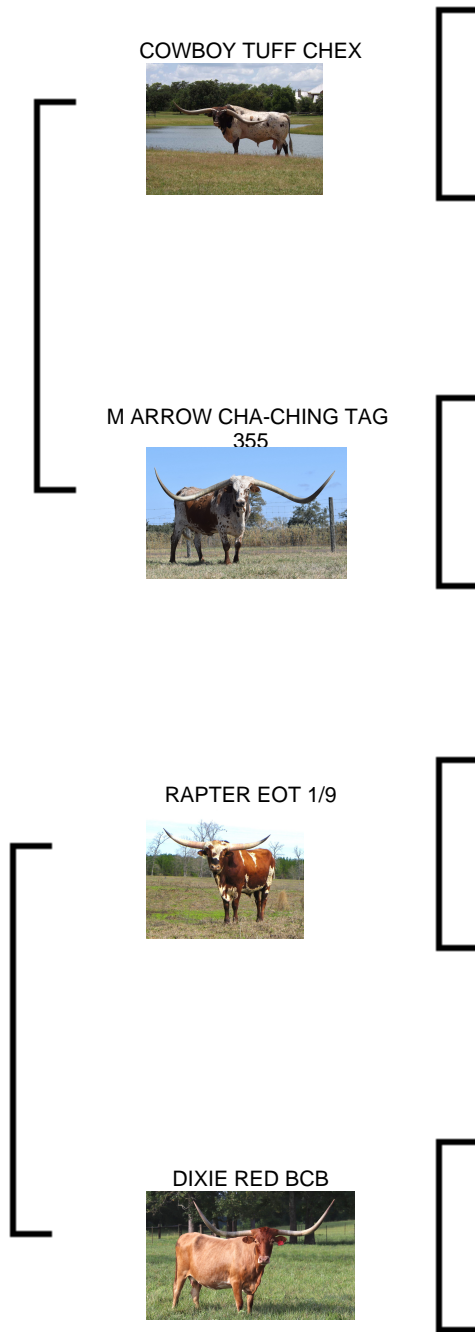 COWBOY TUFF CHEX
M ARROW CHA-CHING TAG
355
RAPTER EOT 1/9
DIXIE RED BCB